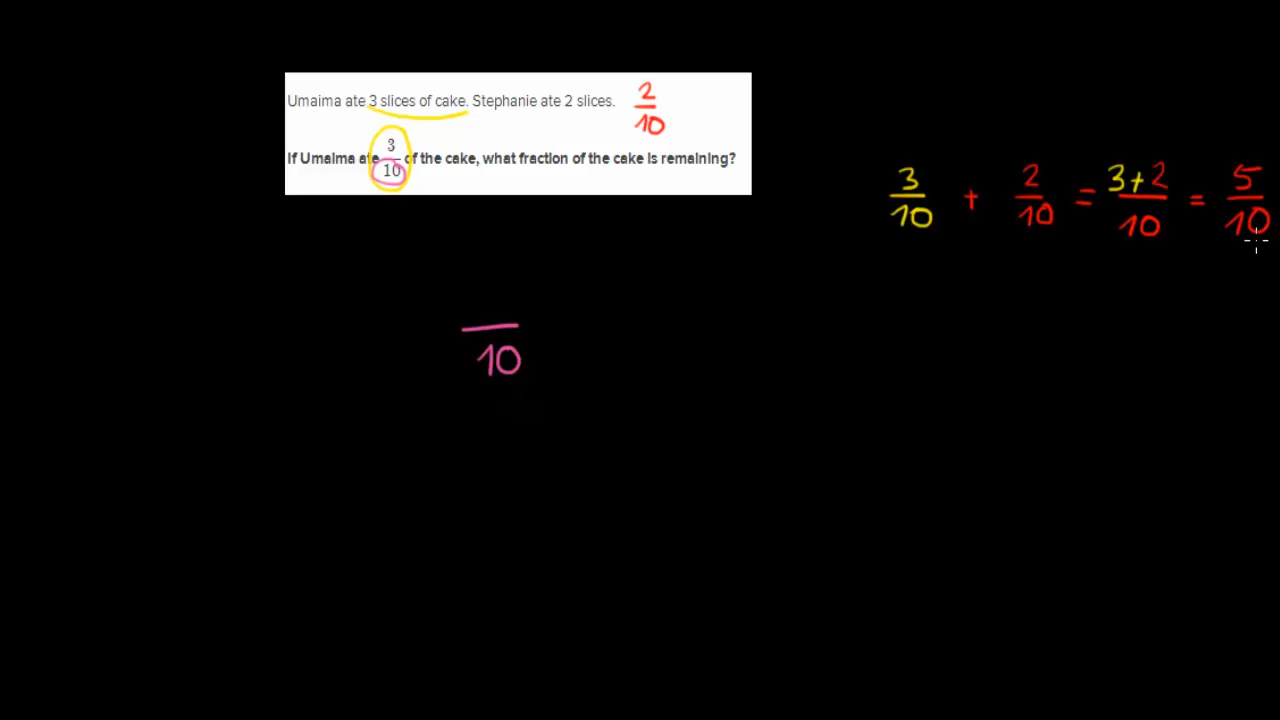 Umaima ate 3 slices of cake. Stephanie ate 2 slices. 2/10
If Umaima ate 3/10 of the cake, what fraction of the cake is remaining?
3/10 + 2/10 = 3+2/10 = 5/10
/10